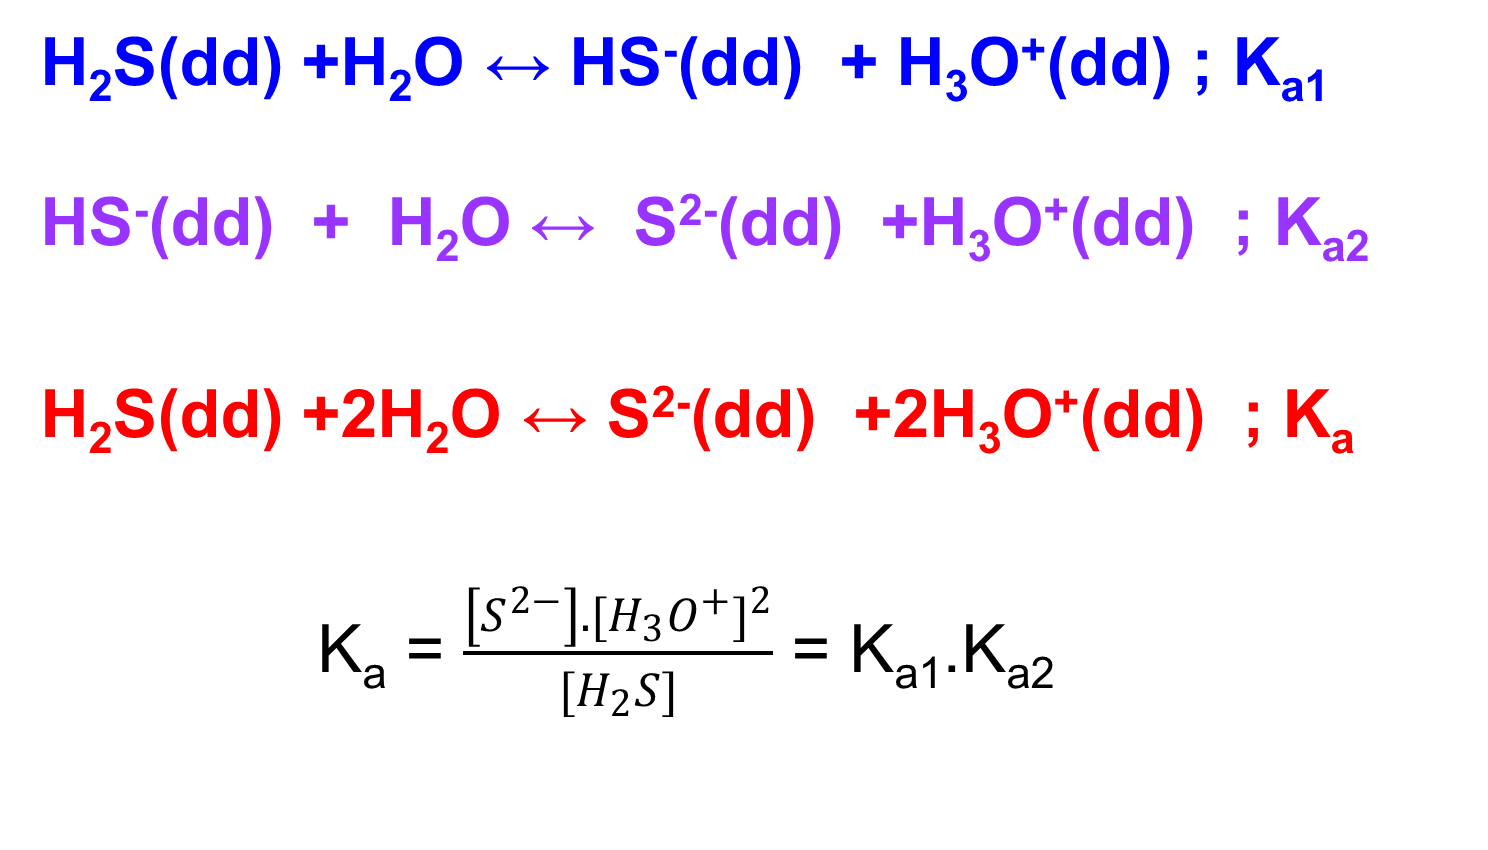 H₂S(dd) +H₂O ↔ HS⁻(dd) + H₃O⁺(dd) ; Kₐ₁
HS⁻(dd) + H₂O ↔ S²⁻(dd) +H₃O⁺(dd) ; Kₐ₂
H₂S(dd) +2H₂O ↔ S²⁻(dd) +2H₃O⁺(dd) ; Kₐ
Kₐ = [S²⁻].[H₃O⁺]² / [H₂S] = Kₐ₁.Kₐ₂